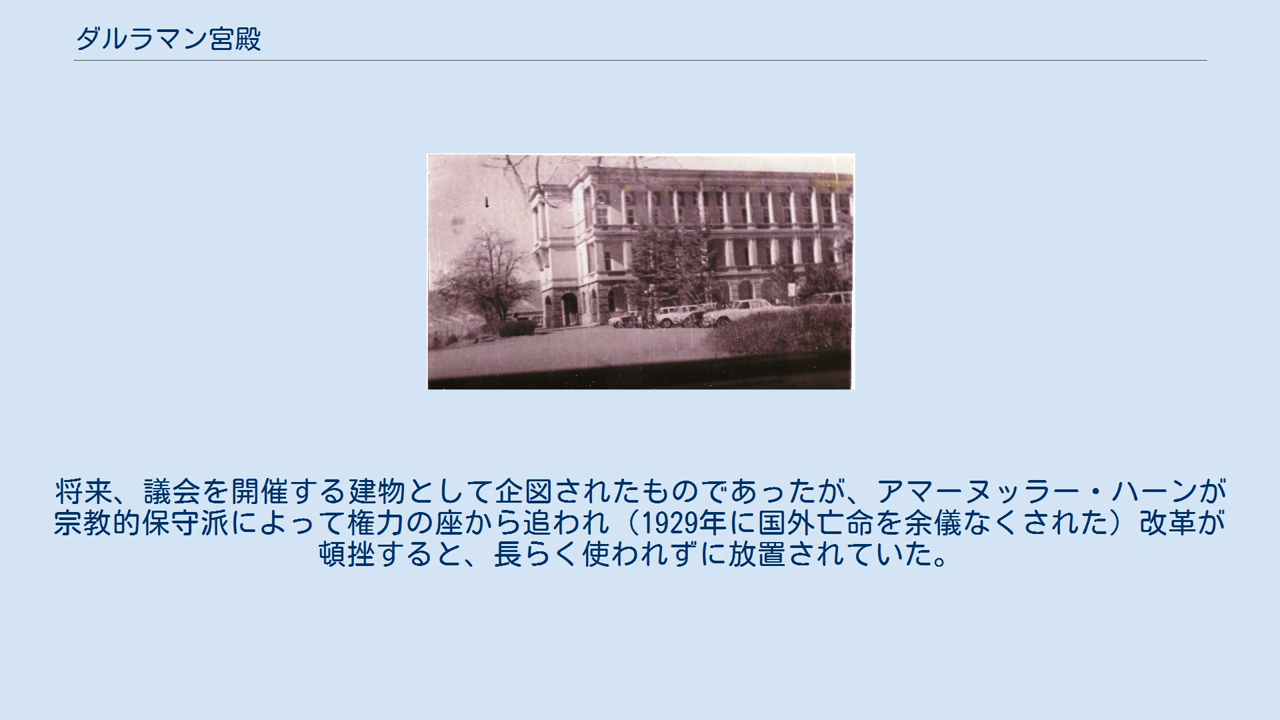 ダルラマン宮殿
将来、議会を開催する建物として企図されたものであったが、アマーヌッラー・ハーンが
宗教的保守派によって権力の座から追われ（1929年に国外亡命を余儀なくされた）改革が
頓挫すると、長らく使われずに放置されていた。